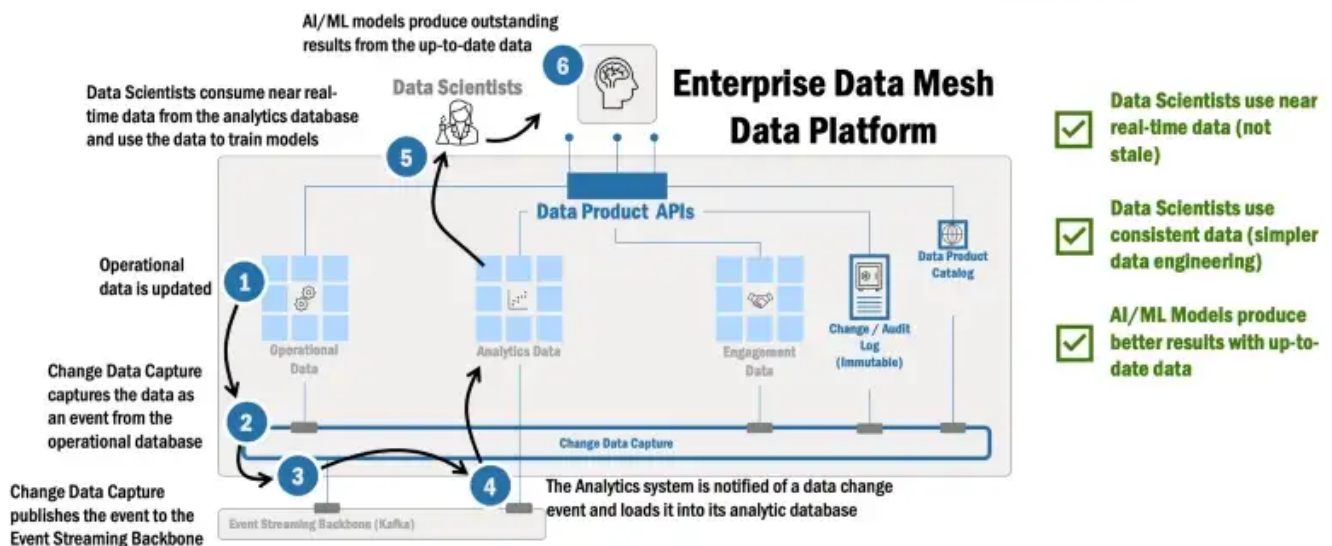 AI/ML models produce outstanding
results from the up-to-date data
6
Enterprise Data Mesh
Data Platform
Data Scientists
Data Scientists consume near real-
time data from the analytics database
and use the data to train models
5
Data Product APIs
Operational
data is updated
1
Operational
Data
Analytics Data
Engagement
Data
Change / Audit
Log
(Immutable)
Data Product
Catalog
Change Data Capture
captures the data as
an event from the
operational database
2
Change Data Capture
3
4
Change Data Capture
publishes the event to the
Event Streaming Backbone
Event Streaming Backbone (Kafka)
The Analytics system is notified of a data change
event and loads it into its analytic database
Data Scientists use near
real-time data (not
stale)
Data Scientists use
consistent data (simpler
data engineering)
AI/ML Models produce
better results with up-to-
date data